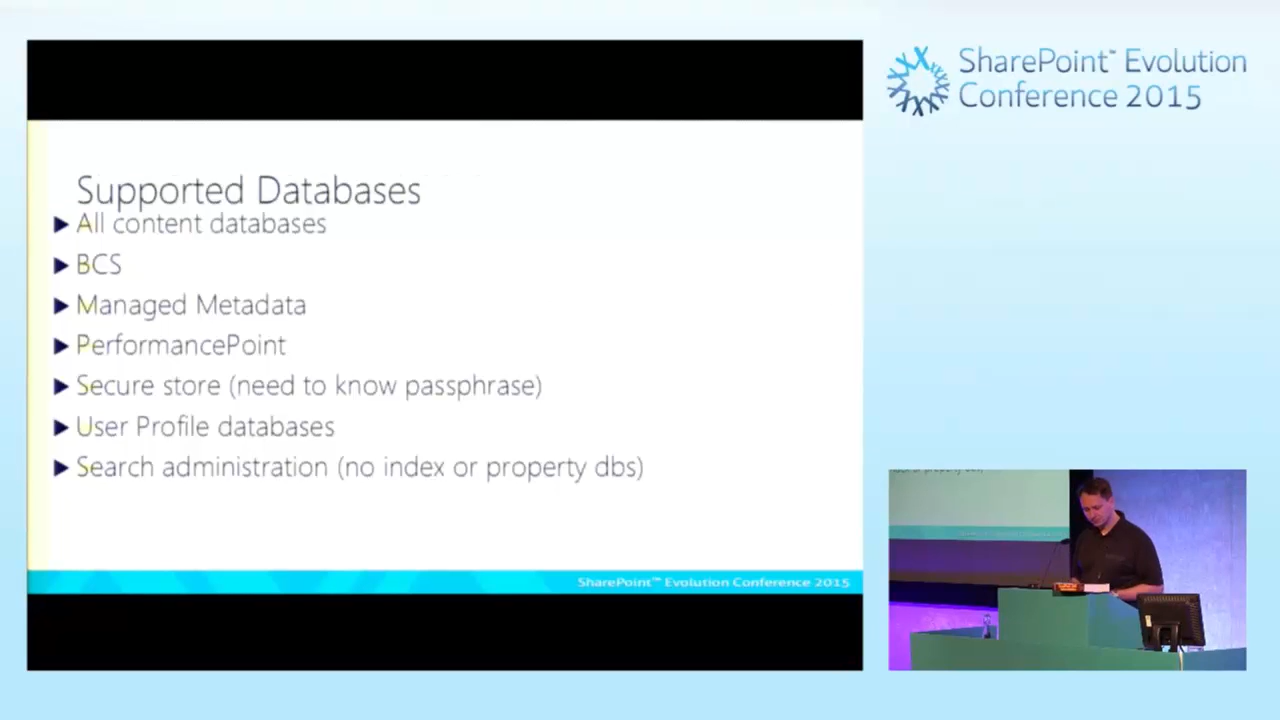 SharePoint™ Evolution
Conference 2015
Supported Databases
All content databases
BCS
Managed Metadata
PerformancePoint
Secure store (need to know passphrase)
User Profile databases
Search administration (no index or property dbs)
SharePoint™ Evolution Conference 2015